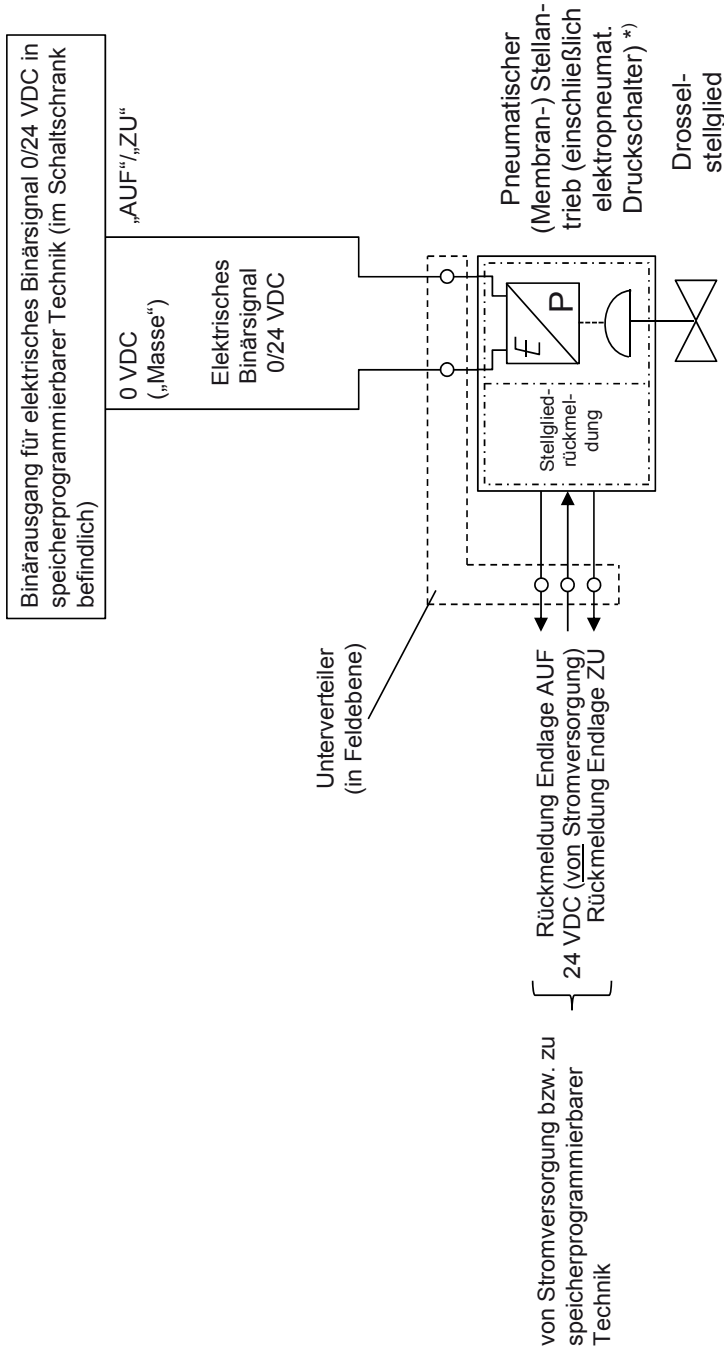 Binärausgang für elektrisches Binärsignal 0/24 VDC in
speicherprogrammierbarer Technik (im Schaltschrank
befindlich)
0 VDC
(„Masse“)
„AUF“/„ZU“
Elektrisches
Binärsignal
0/24 VDC
Unterverteiler
(in Feldebene)
E
P
Stellglied-
rückmel-
dung
Pneumatischer
(Membran-) Stellan-
trieb (einschließlich
elektropneumat.
Druckschalter) *)
Drossel-
stellglied
Rückmeldung Endlage AUF
24 VDC (von Stromversorgung)
Rückmeldung Endlage ZU
von Stromversorgung bzw. zu
speicherprogrammierbarer
Technik